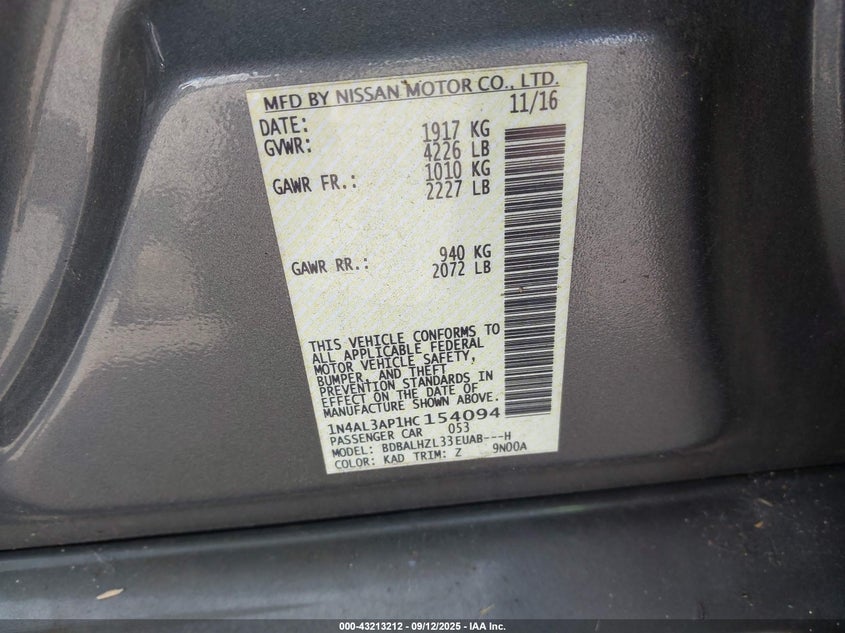 MFD BY NISSAN MOTOR CO., LTD.
DATE: 11/16
GVWR: 1917 KG
4226 LB
GAWR FR.: 1010 KG
2227 LB
GAWR RR.: 940 KG
2072 LB
THIS VEHICLE CONFORMS TO
ALL APPLICABLE FEDERAL
MOTOR VEHICLE SAFETY,
BUMPER, AND THEFT
PREVENTION STANDARDS IN
EFFECT ON THE DATE OF
MANUFACTURE SHOWN ABOVE.
1N4AL3AP1HC154094
PASSENGER CAR 053
MODEL: BDBALHZL33EUAB---H
COLOR: KAD TRIM: Z 9N00A
000-43213212 - 09/12/2025 - IAA Inc.